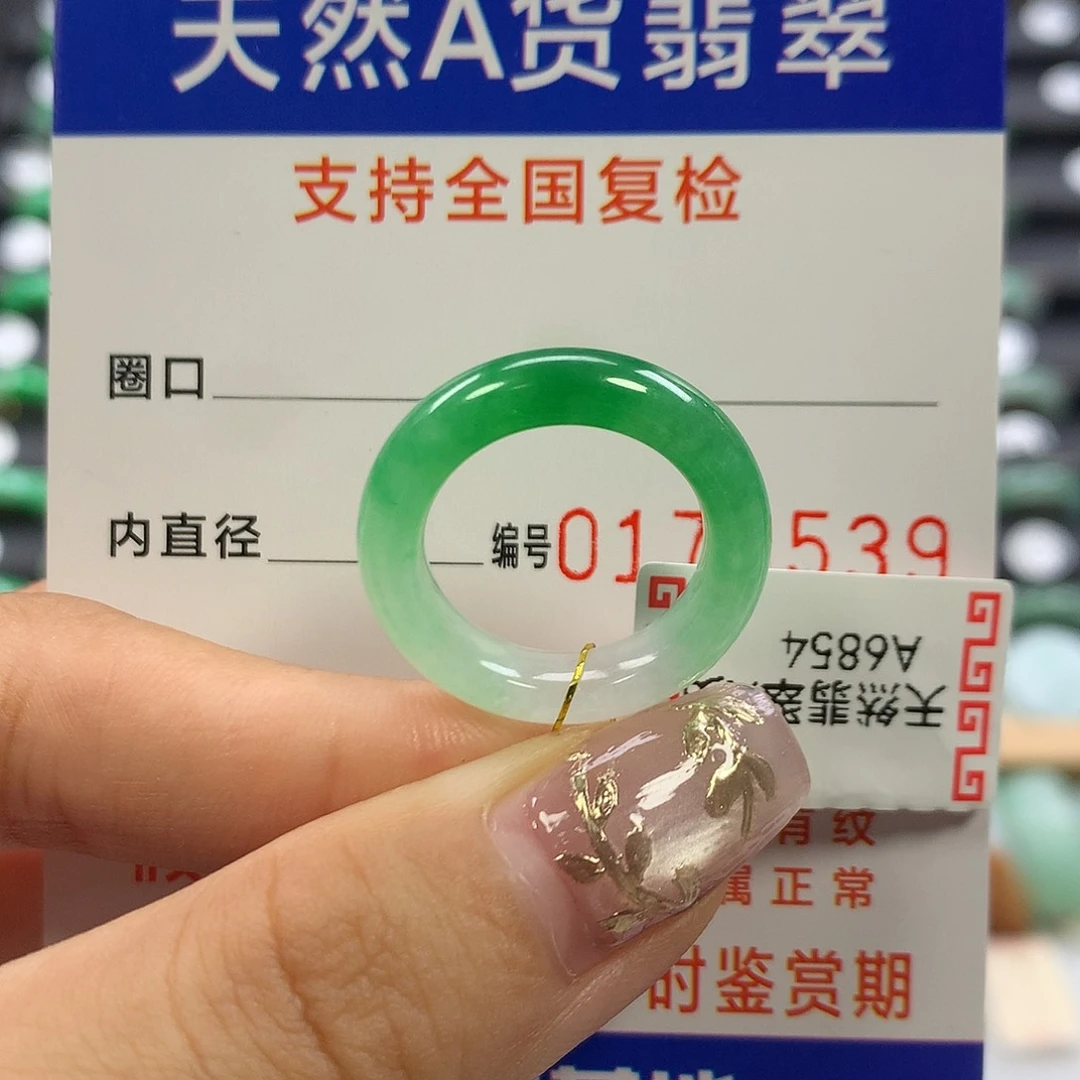 天然A货翡翠
支持全国复检
圈口
内直径
编号017 539
A6854
天然翡翠
有纹
属正常
时鉴赏期